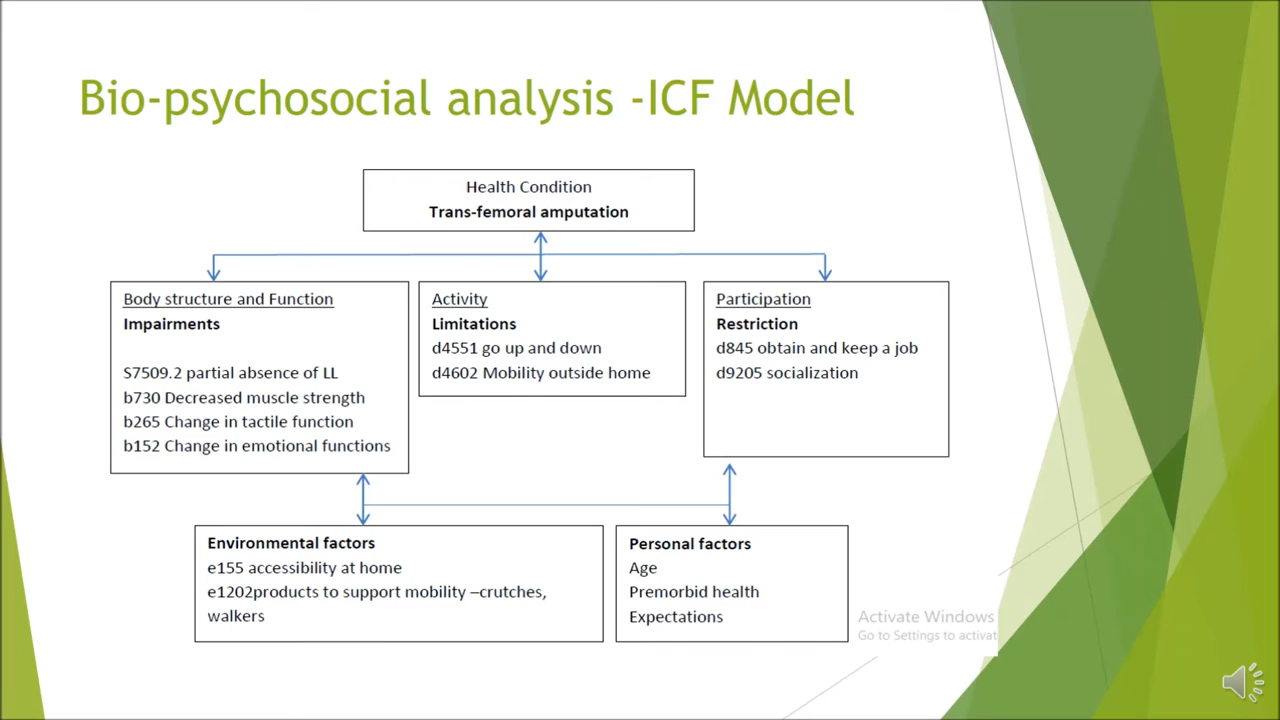 Bio-psychosocial analysis -ICF Model
Health Condition
Trans-femoral amputation
Body structure and Function
Impairments
S7509.2 partial absence of LL
b730 Decreased muscle strength
b265 Change in tactile function
b152 Change in emotional functions
Activity
Limitations
d4551 go up and down
d4602 Mobility outside home
Participation
Restriction
d845 obtain and keep a job
d9205 socialization
Environmental factors
e155 accessibility at home
e1202products to support mobility –crutches,
walkers
Personal factors
Age
Premorbid health
Expectations
Activate Windows
Go to Settings to activat